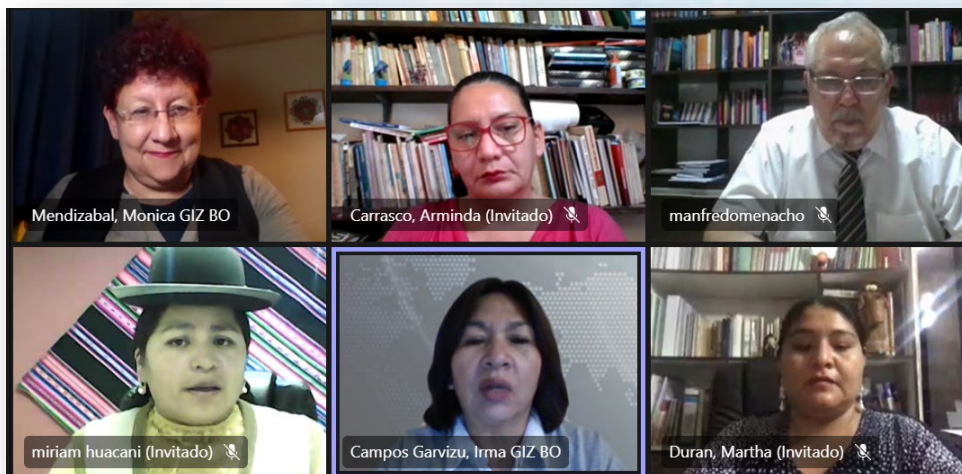 Mendizabal, Monica GIZ BO
Carrasco, Arminda (Invitado)
manfredomenacho
miriam huacani (Invitado)
Campos Garvizu, Irma GIZ BO
Duran, Martha (Invitado)